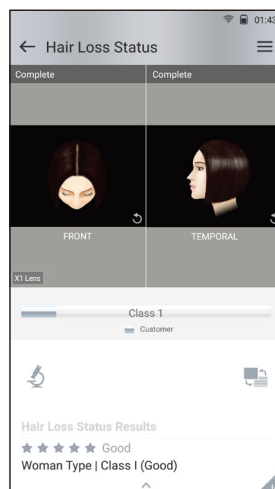 01:43
Hair Loss Status
Complete
Complete
FRONT
TEMPORAL
X1 Lens
Class 1
Customer
Hair Loss Status Results
Good
Woman Type | Class I (Good)